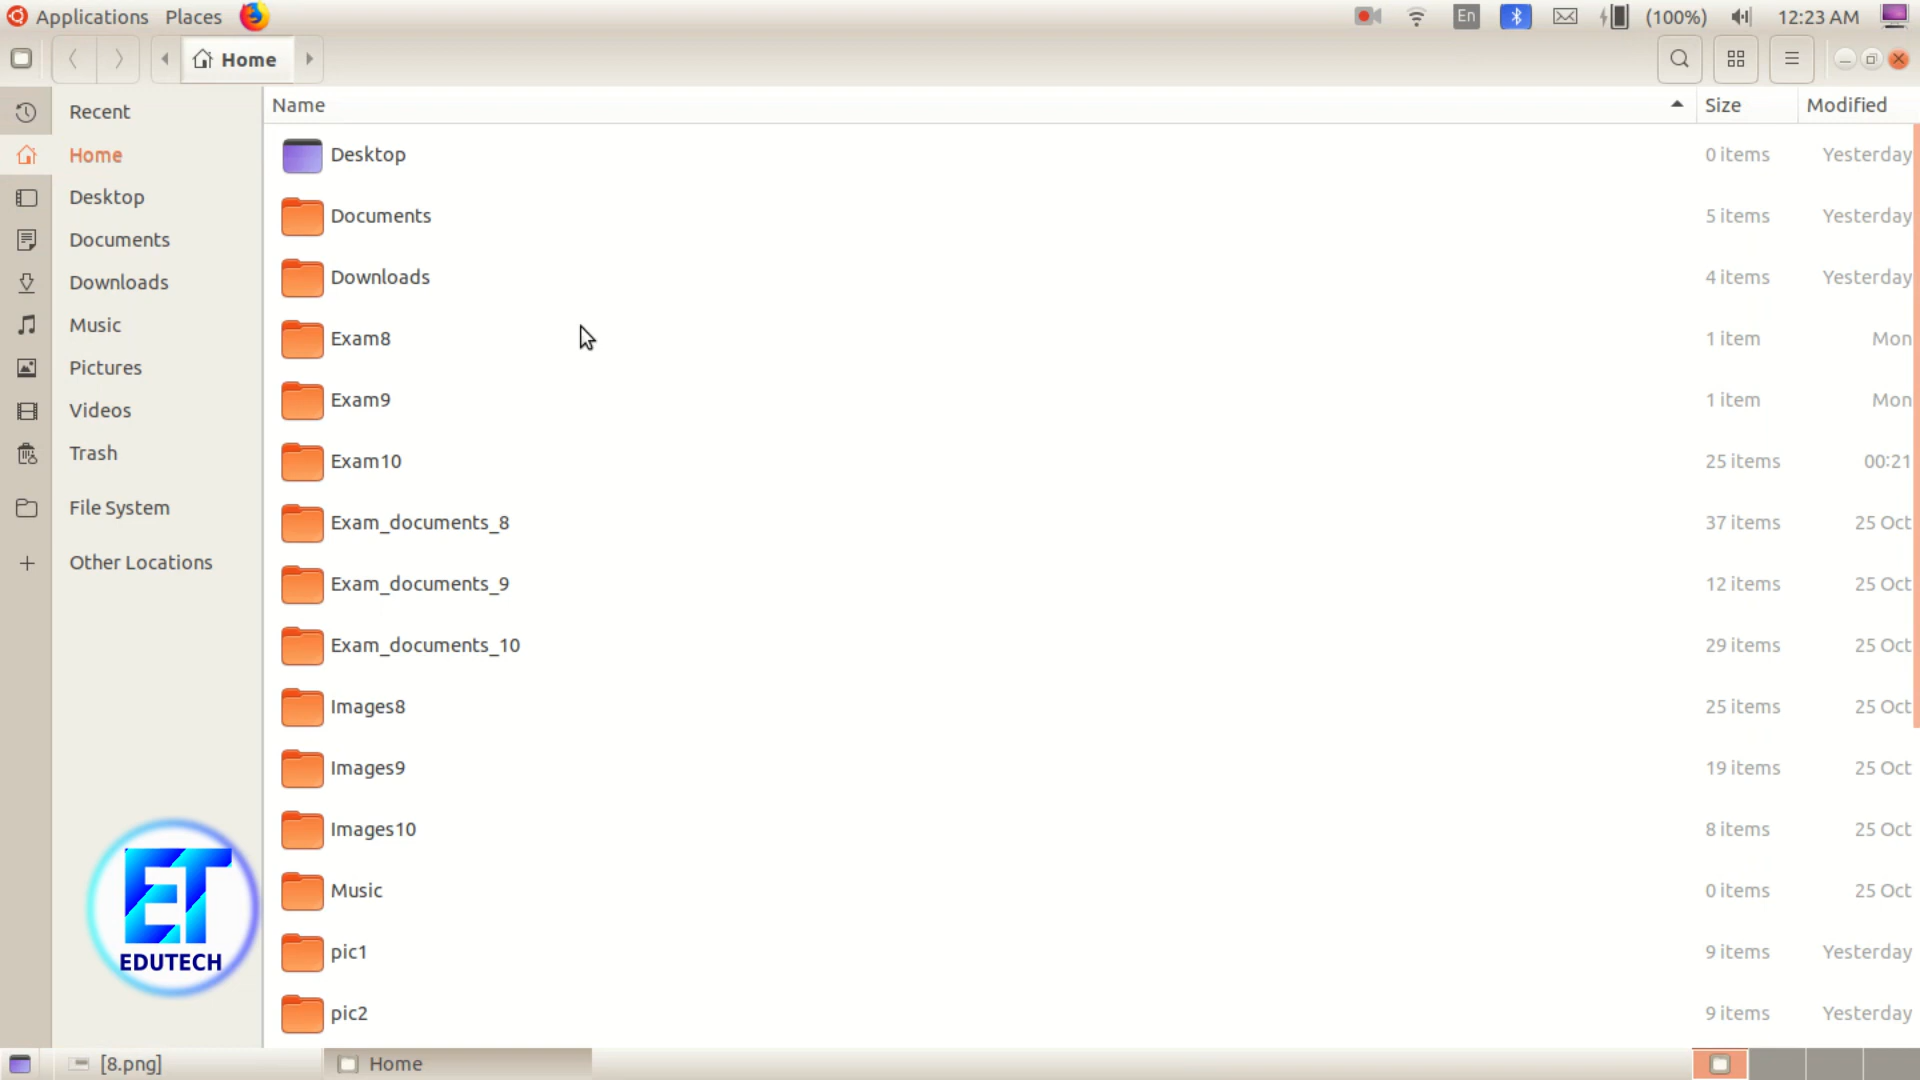 Applications Places En (100%) 12:23 AM
Home
Recent
Home
Desktop
Documents
Downloads
Music
Pictures
Videos
Trash
File System
Other Locations
Name Size Modified
Desktop 0 items Yesterday
Documents 5 items Yesterday
Downloads 4 items Yesterday
Exam8 1 item Mon
Exam9 1 item Mon
Exam10 25 items 00:21
Exam_documents_8 37 items 25 Oct
Exam_documents_9 12 items 25 Oct
Exam_documents_10 29 items 25 Oct
Images8 25 items 25 Oct
Images9 19 items 25 Oct
Images10 8 items 25 Oct
Music 0 items 25 Oct
pic1 9 items Yesterday
pic2 9 items Yesterday
ET
EDUTECH
[8.png] Home